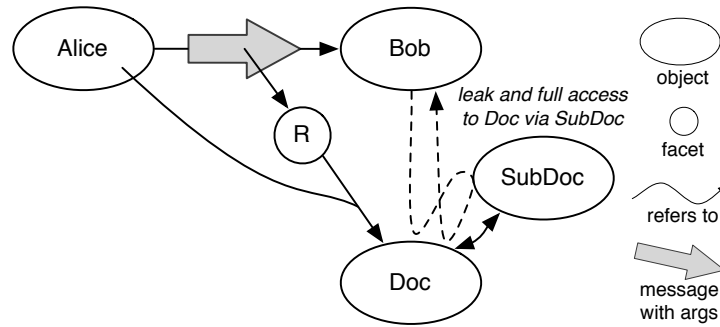 Alice
Bob
leak and full access
to Doc via SubDoc
R
SubDoc
Doc
object
facet
refers to
message
with args